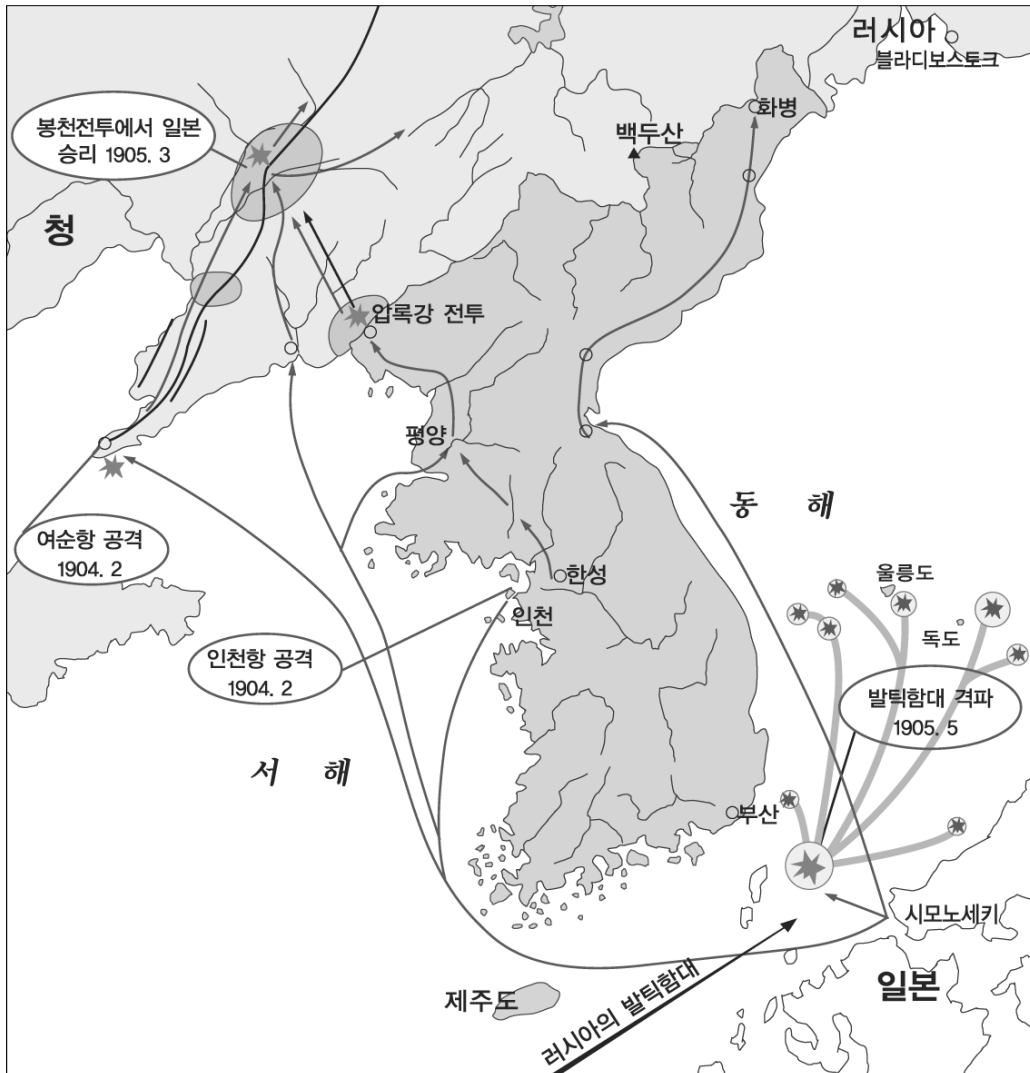 러시아
블라디보스토크
화병
백두산
봉천전투에서 일본
승리 1905. 3
청
압록강 전투
평양
동 해
여순항 공격
1904. 2
한성
울릉도
인천
독도
인천항 공격
1904. 2
발틱함대 격파
1905. 5
서 해
부산
시모노세키
일본
제주도
러시아의 발틱함대